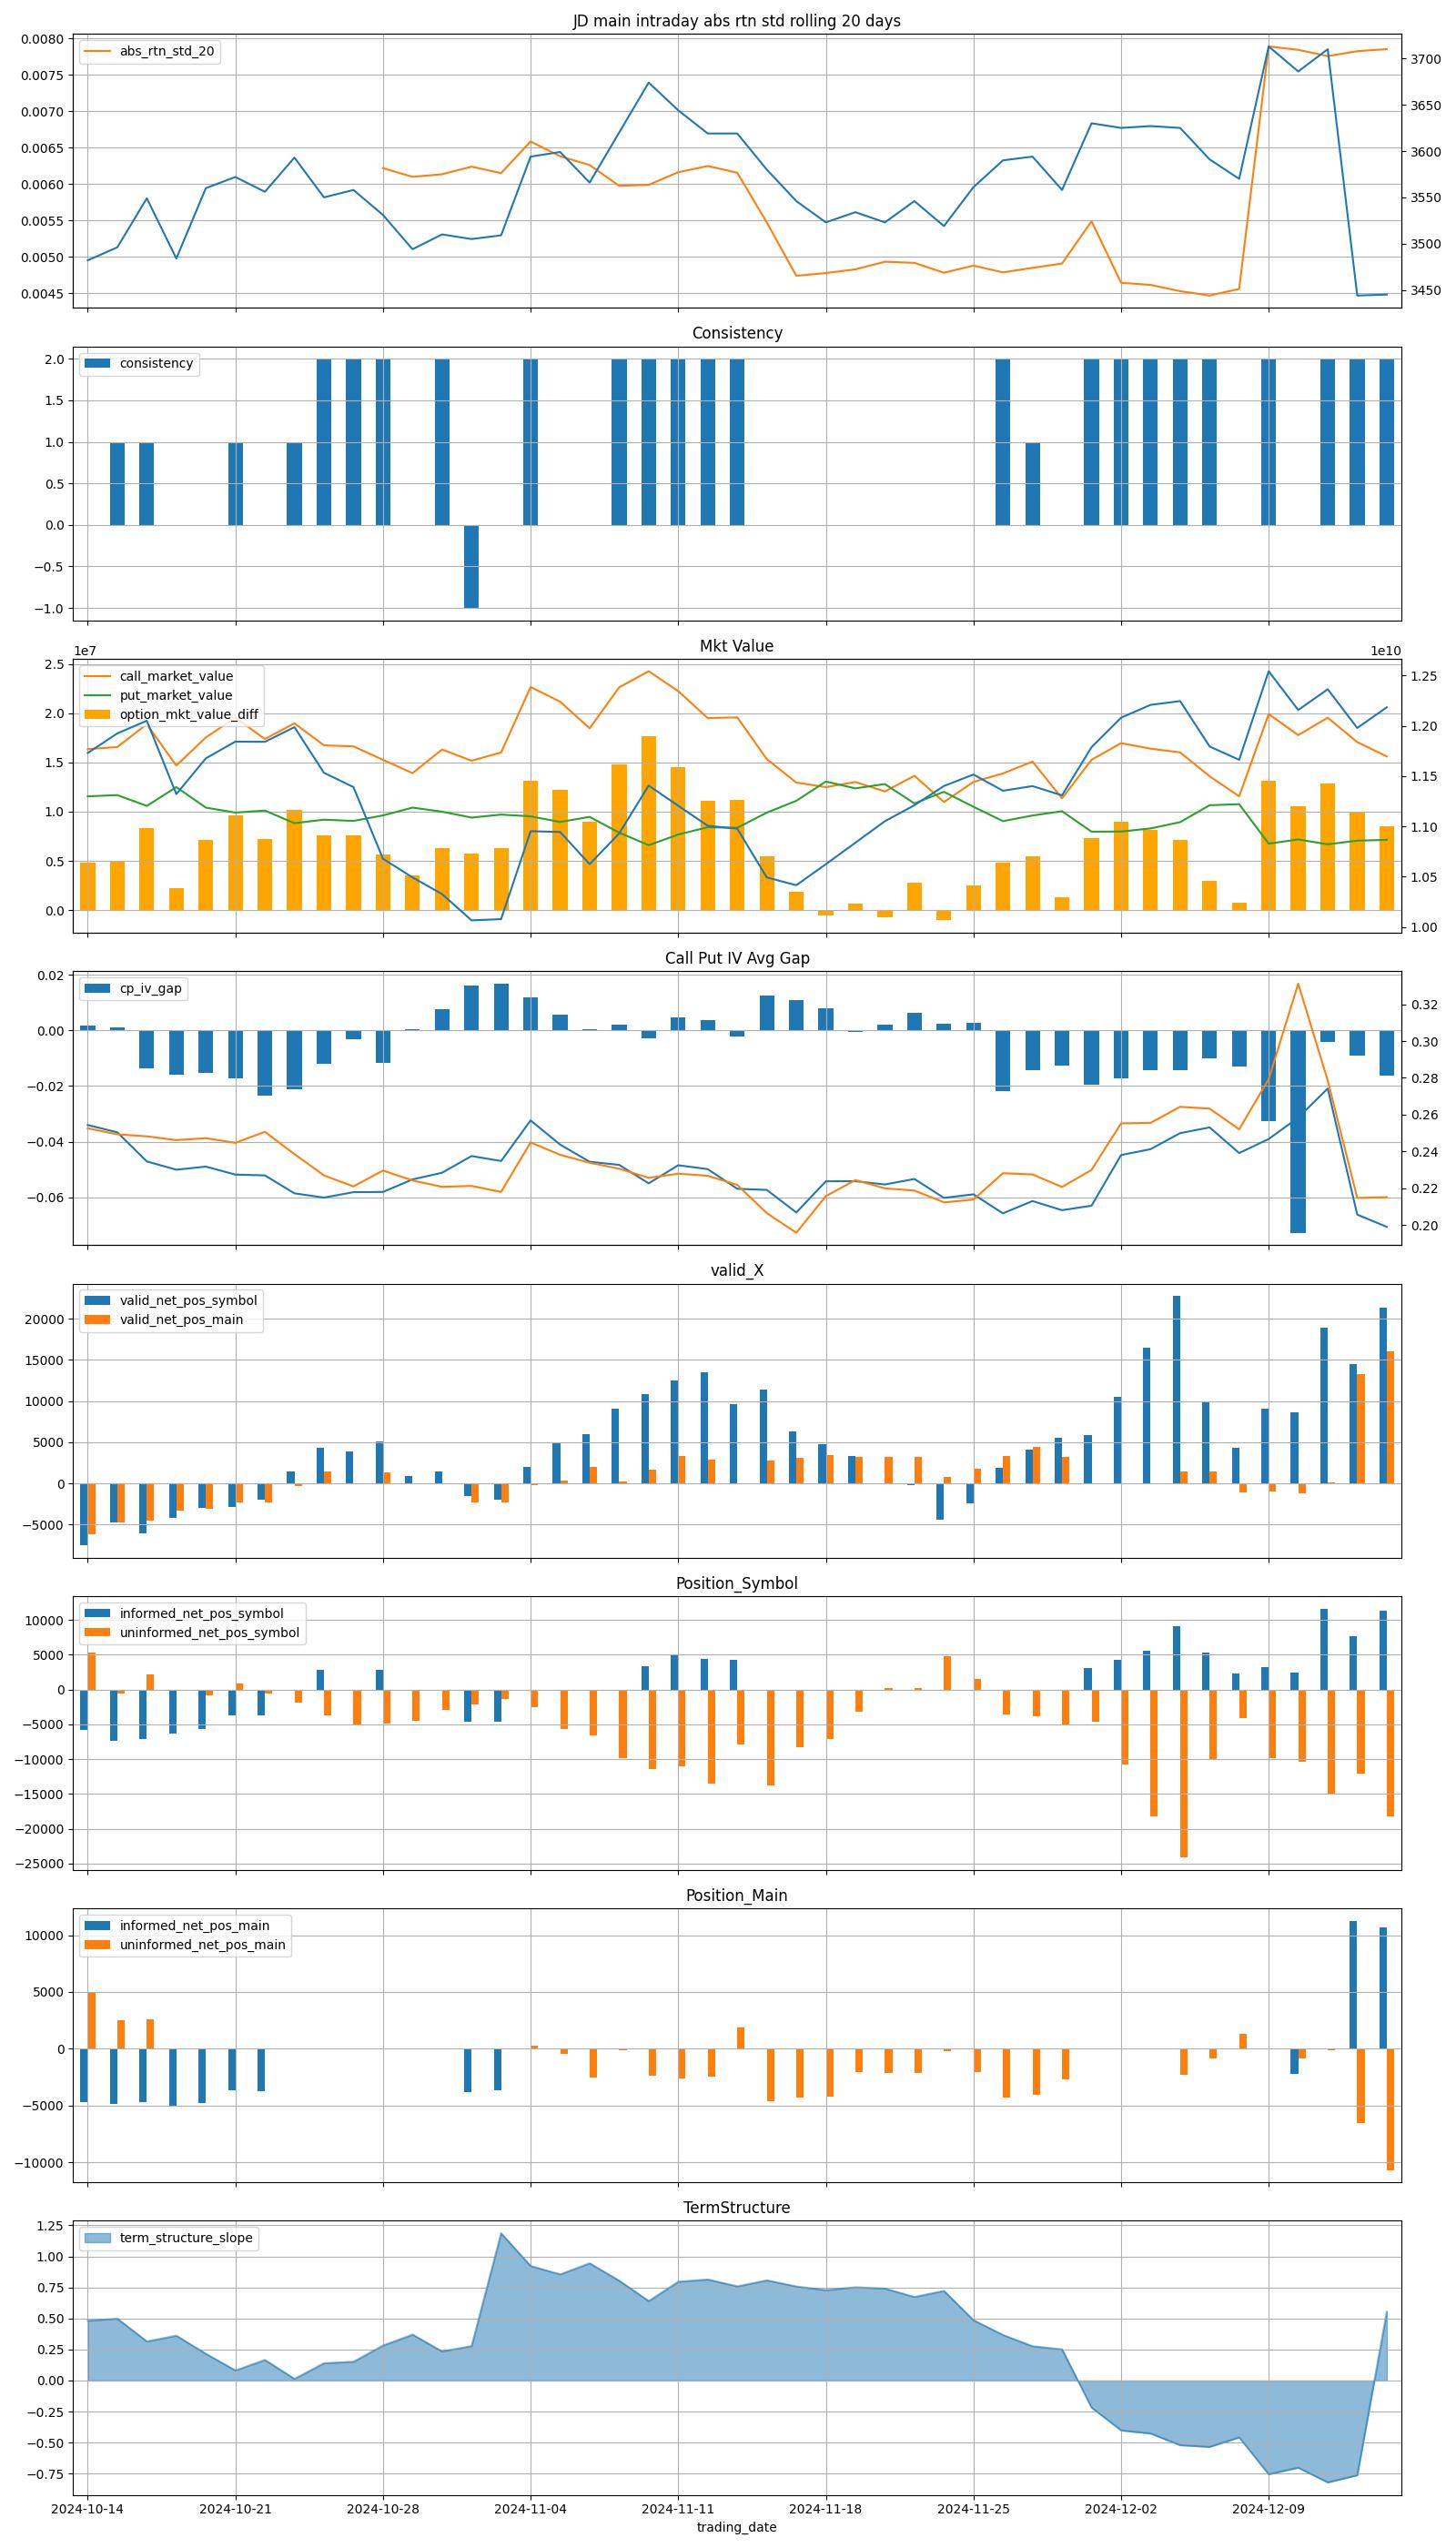 JD main intraday abs rtn std rolling 20 days
abs_rtn_std_20
0.0080
0.0075
0.0070
0.0065
0.0060
0.0055
0.0050
0.0045
3700
3650
3600
3550
3500
3450
Consistency
consistency
2.0
1.5
1.0
0.5
0.0
−0.5
−1.0
Mkt Value
1e7
1e10
call_market_value
put_market_value
option_mkt_value_diff
2.5
2.0
1.5
1.0
0.5
0.0
1.25
1.20
1.15
1.10
1.05
1.00
Call Put IV Avg Gap
cp_iv_gap
0.02
0.00
−0.02
−0.04
−0.06
0.32
0.30
0.28
0.26
0.24
0.22
0.20
valid_X
valid_net_pos_symbol
valid_net_pos_main
20000
15000
10000
5000
0
−5000
Position_Symbol
informed_net_pos_symbol
uninformed_net_pos_symbol
10000
5000
0
−5000
−10000
−15000
−20000
−25000
Position_Main
informed_net_pos_main
uninformed_net_pos_main
10000
5000
0
−5000
−10000
TermStructure
term_structure_slope
1.25
1.00
0.75
0.50
0.25
0.00
−0.25
−0.50
−0.75
2024-10-14 2024-10-21 2024-10-28 2024-11-04 2024-11-11 2024-11-18 2024-11-25 2024-12-02 2024-12-09
trading_date